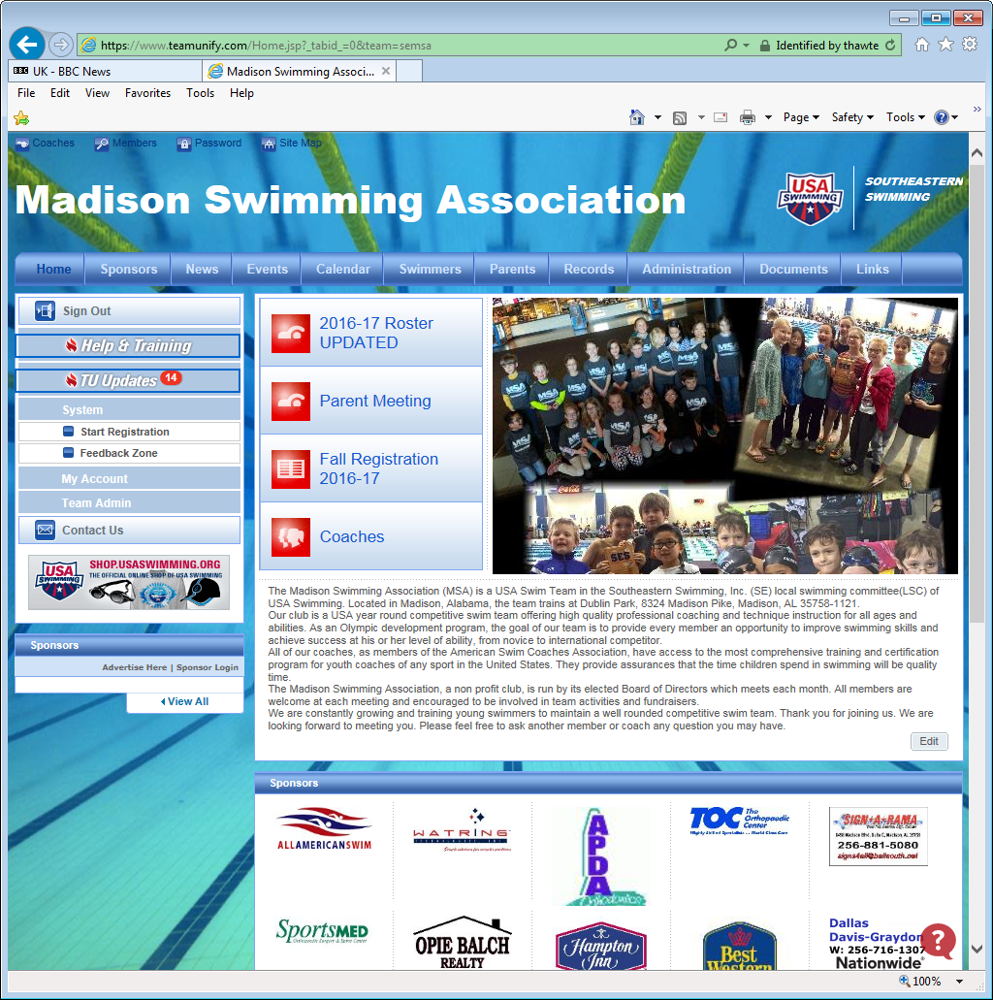 https://www.teamunify.com/Home.jsp?_tabid_=0&team=semsa
Identified by thawte
BBC UK - BBC News
Madison Swimming Associ...
File Edit View Favorites Tools Help
Page Safety Tools
Coaches Members Password Site Map
Madison Swimming Association
USA SWIMMING
SOUTHEASTERN
SWIMMING
Home Sponsors News Events Calendar Swimmers Parents Records Administration Documents Links
Sign Out
Help & Training
TU Updates 14
System
Start Registration
Feedback Zone
My Account
Team Admin
Contact Us
USA SWIMMING
SHOP.USASWIMMING.ORG
THE OFFICIAL ONLINE SHOP OF USA SWIMMING
Sponsors
Advertise Here | Sponsor Login
View All
2016-17 Roster
UPDATED
Parent Meeting
Fall Registration
2016-17
Coaches
MSA
SES
The Madison Swimming Association (MSA) is a USA Swim Team in the Southeastern Swimming, Inc. (SE) local swimming committee(LSC) of
USA Swimming. Located in Madison, Alabama, the team trains at Dublin Park, 8324 Madison Pike, Madison, AL 35758-1121.
Our club is a USA year round competitive swim team offering high quality professional coaching and technique instruction for all ages and
abilities. As an Olympic development program, the goal of our team is to provide every member an opportunity to improve swimming skills and
achieve success at his or her level of ability, from novice to international competitor.
All of our coaches, as members of the American Swim Coaches Association, have access to the most comprehensive training and certification
program for youth coaches of any sport in the United States. They provide assurances that the time children spend in swimming will be quality
time.
The Madison Swimming Association, a non profit club, is run by its elected Board of Directors which meets each month. All members are
welcome at each meeting and encouraged to be involved in team activities and fundraisers.
We are constantly growing and training young swimmers to maintain a well rounded competitive swim team. Thank you for joining us. We are
looking forward to meeting you. Please feel free to ask another member or coach any question you may have.
Edit
Sponsors
ALLAMERICANSWIM
WATRING
APDA
Orthodontics
TOC The
Orthopaedic
Center
Highly Skilled Specialists ... World Class Care
SIGN-A-RAMA
256-881-5080
SPORTSMED
Orthopaedic Surgery & Spine Center
OPIE BALCH
REALTY
Hampton
Inn
Best
Western
Dallas
Davis-Graydon
W: 256-716-1307
Nationwide
?
100%